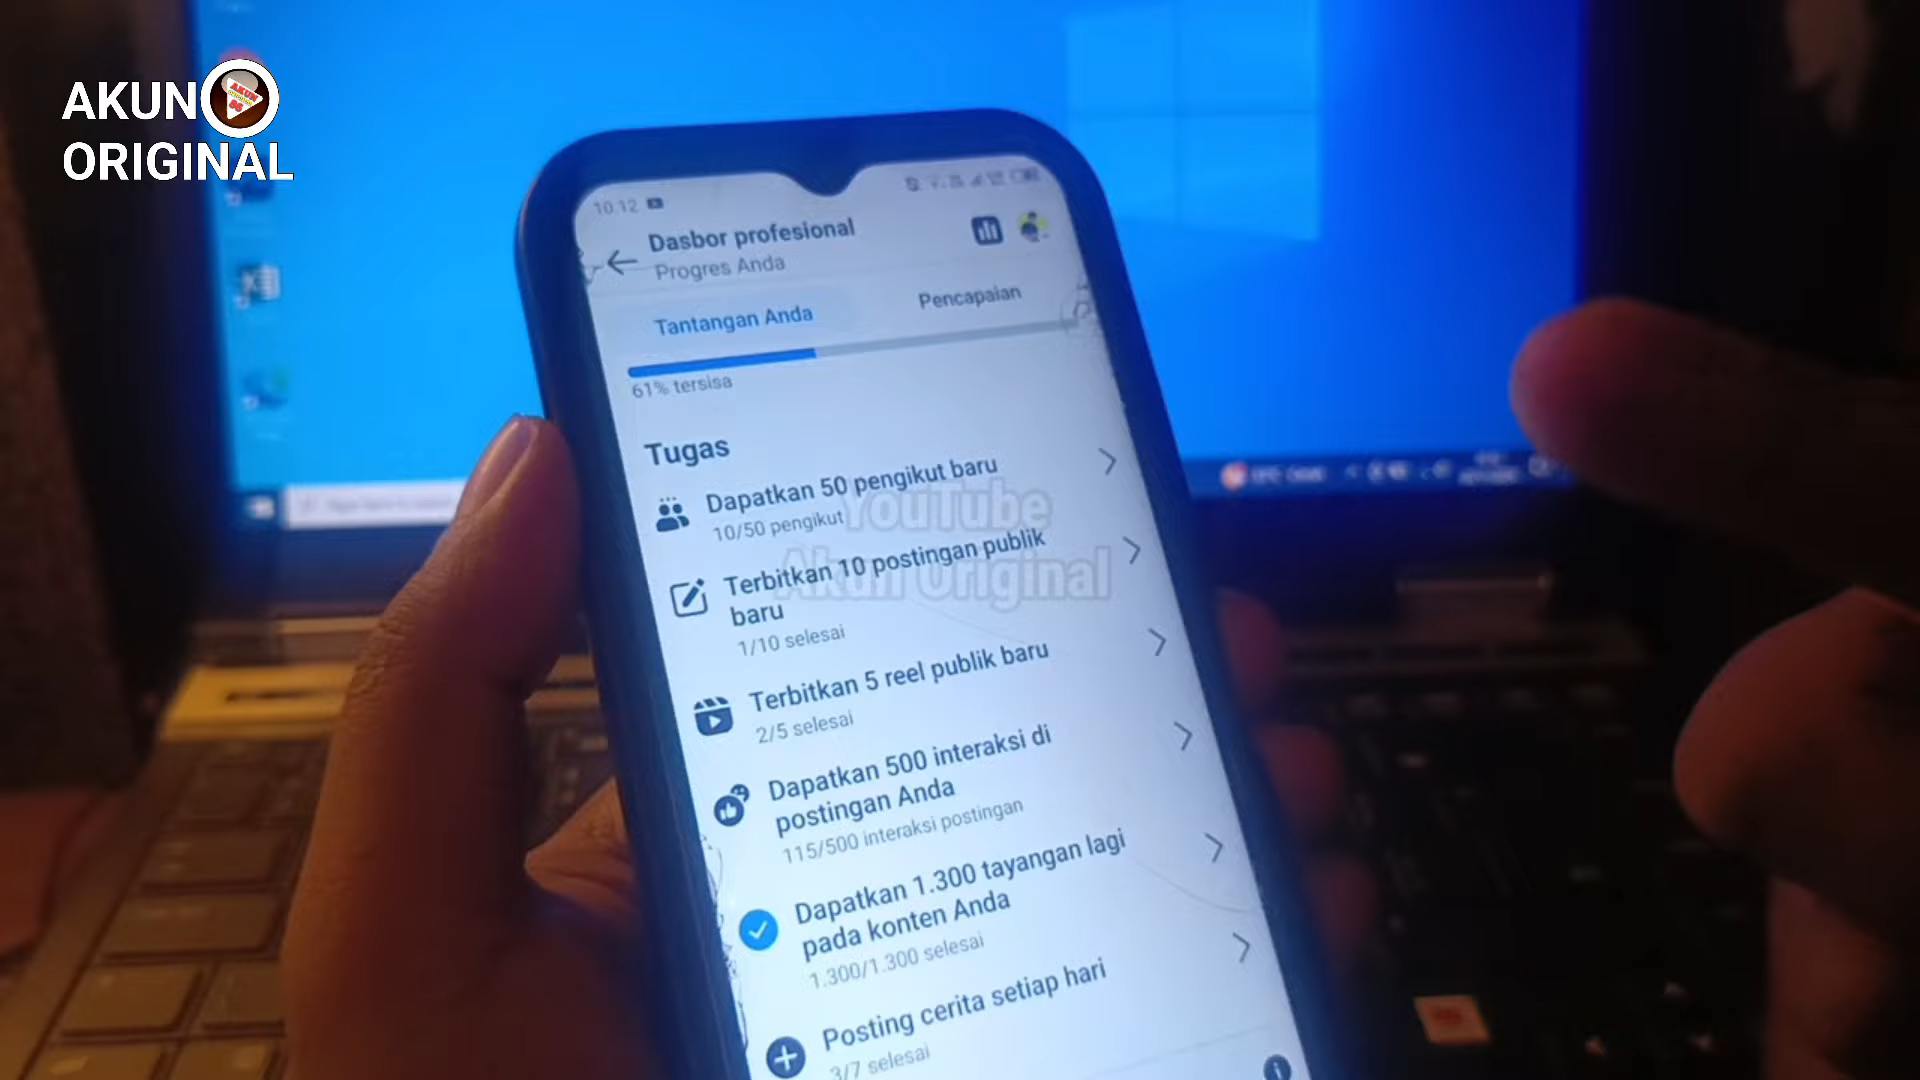 AKUN
ORIGINAL
10.12
Dasbor profesional
Progres Anda
Tantangan Anda
Pencapaian
61% tersisa
Tugas
Dapatkan 50 pengikut baru
10/50 pengikut
YouTube
Akun Original
Terbitkan 10 postingan publik
baru
1/10 selesai
Terbitkan 5 reel publik baru
2/5 selesai
Dapatkan 500 interaksi di
postingan Anda
115/500 interaksi postingan
Dapatkan 1.300 tayangan lagi
pada konten Anda
1.300/1.300 selesai
Posting cerita setiap hari
3/7 selesai